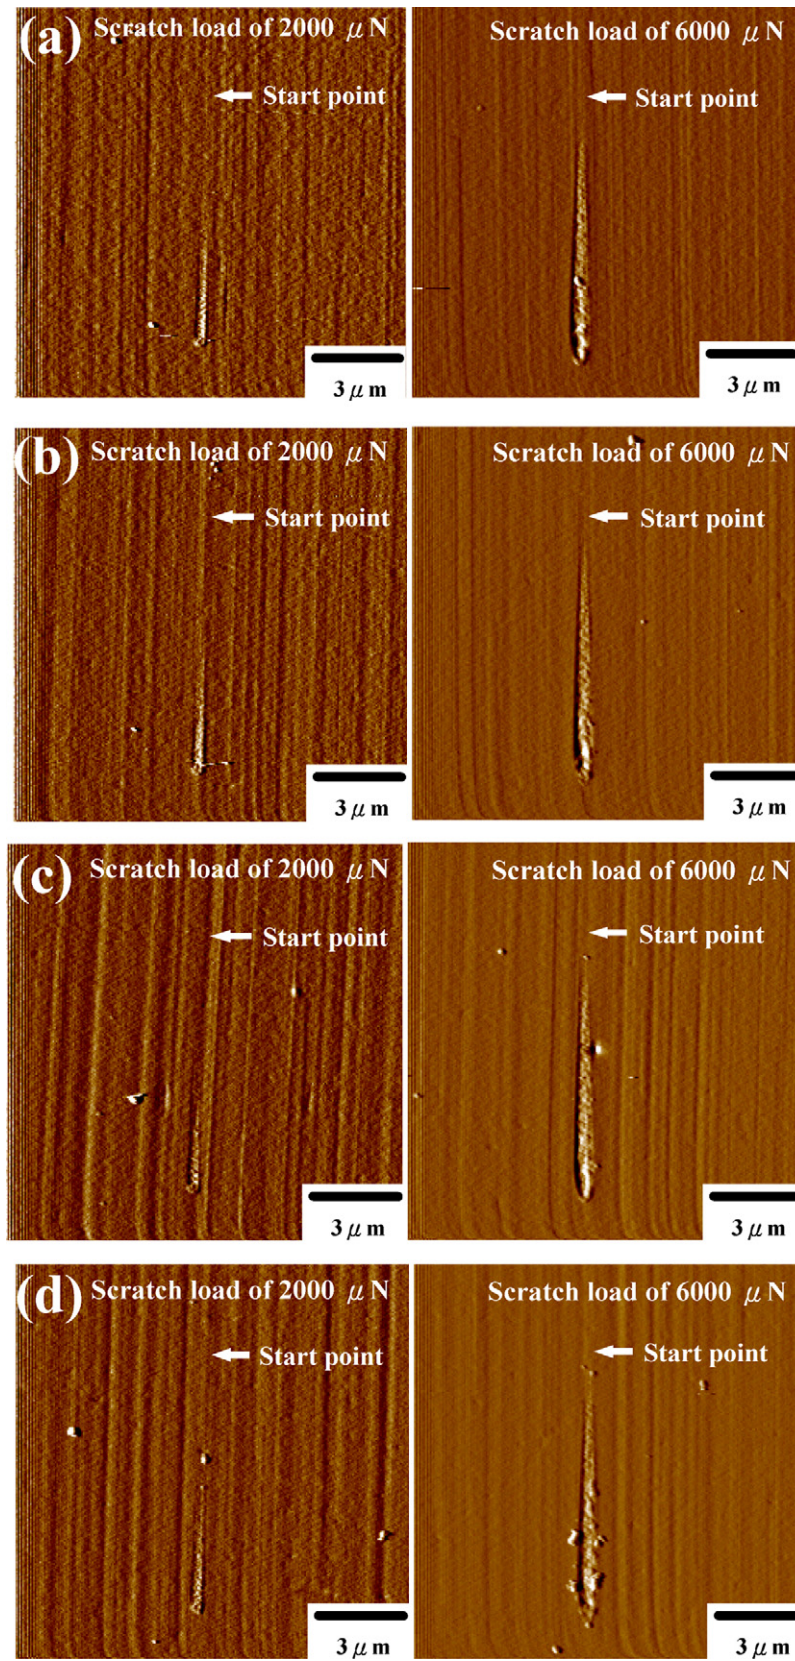 (a) Scratch load of 2000 μN
Start point
3 μm
Scratch load of 6000 μN
Start point
3 μm
(b) Scratch load of 2000 μN
Start point
3 μm
Scratch load of 6000 μN
Start point
3 μm
(c) Scratch load of 2000 μN
Start point
3 μm
Scratch load of 6000 μN
Start point
3 μm
(d) Scratch load of 2000 μN
Start point
3 μm
Scratch load of 6000 μN
Start point
3 μm